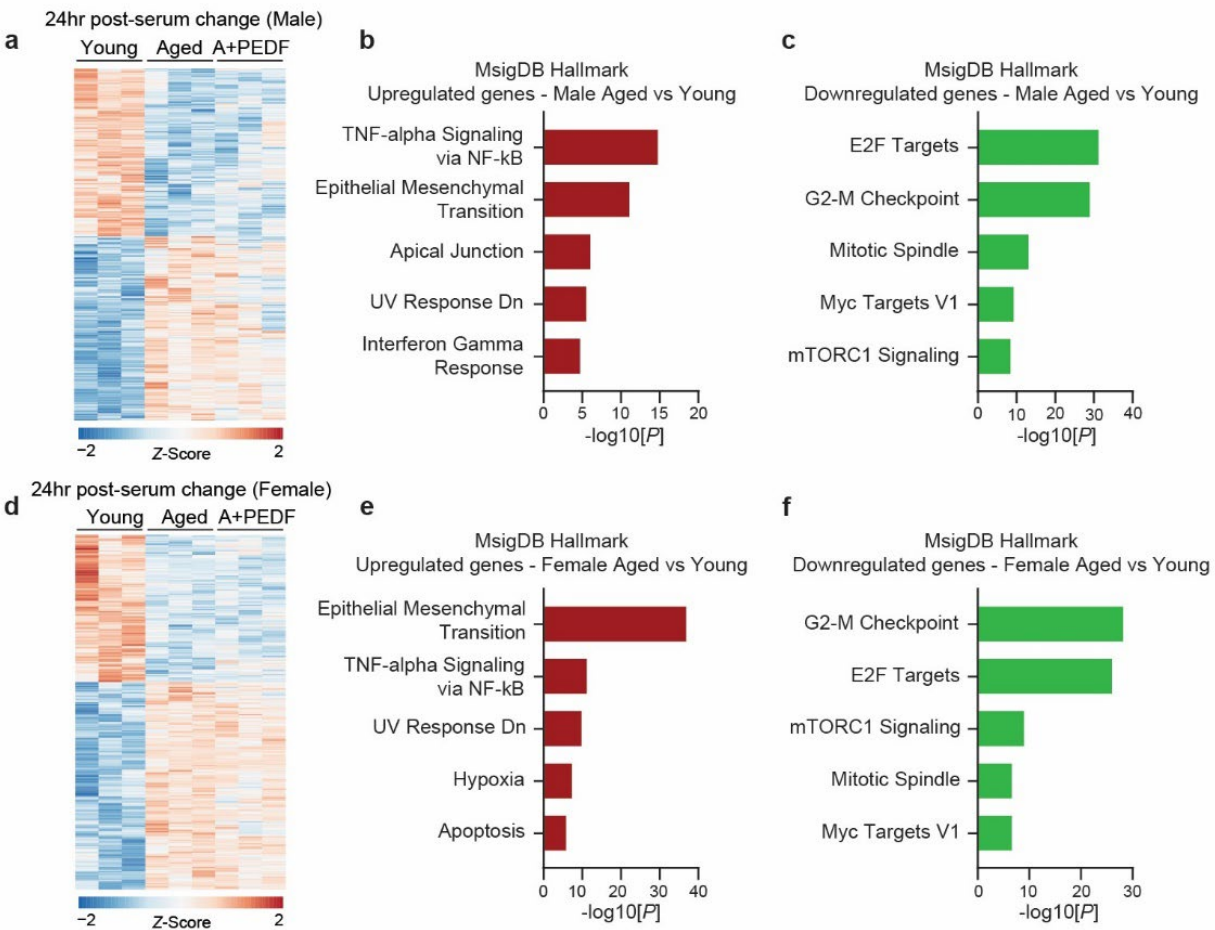 24hr post-serum change (Male)
a
Young Aged A+PEDF
−2 Z-Score 2
b
MsigDB Hallmark
Upregulated genes - Male Aged vs Young
TNF-alpha Signaling
via NF-kB
Epithelial Mesenchymal
Transition
Apical Junction
UV Response Dn
Interferon Gamma
Response
0 5 10 15 20
-log10[P]
c
MsigDB Hallmark
Downregulated genes - Male Aged vs Young
E2F Targets
G2-M Checkpoint
Mitotic Spindle
Myc Targets V1
mTORC1 Signaling
0 10 20 30 40
-log10[P]
24hr post-serum change (Female)
d
Young Aged A+PEDF
−2 Z-Score 2
e
MsigDB Hallmark
Upregulated genes - Female Aged vs Young
Epithelial Mesenchymal
Transition
TNF-alpha Signaling
via NF-kB
UV Response Dn
Hypoxia
Apoptosis
0 10 20 30 40
-log10[P]
f
MsigDB Hallmark
Downregulated genes - Female Aged vs Young
G2-M Checkpoint
E2F Targets
mTORC1 Signaling
Mitotic Spindle
Myc Targets V1
0 10 20 30
-log10[P]